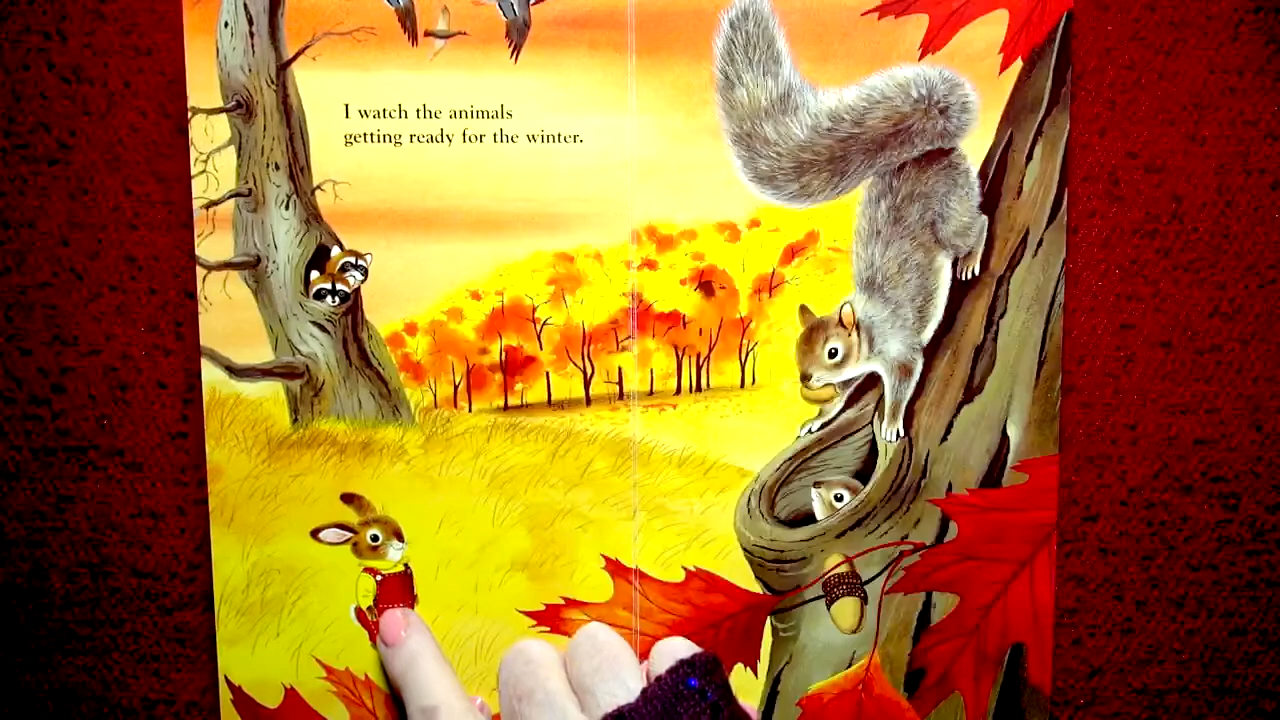 I watch the animals
getting ready for the winter.